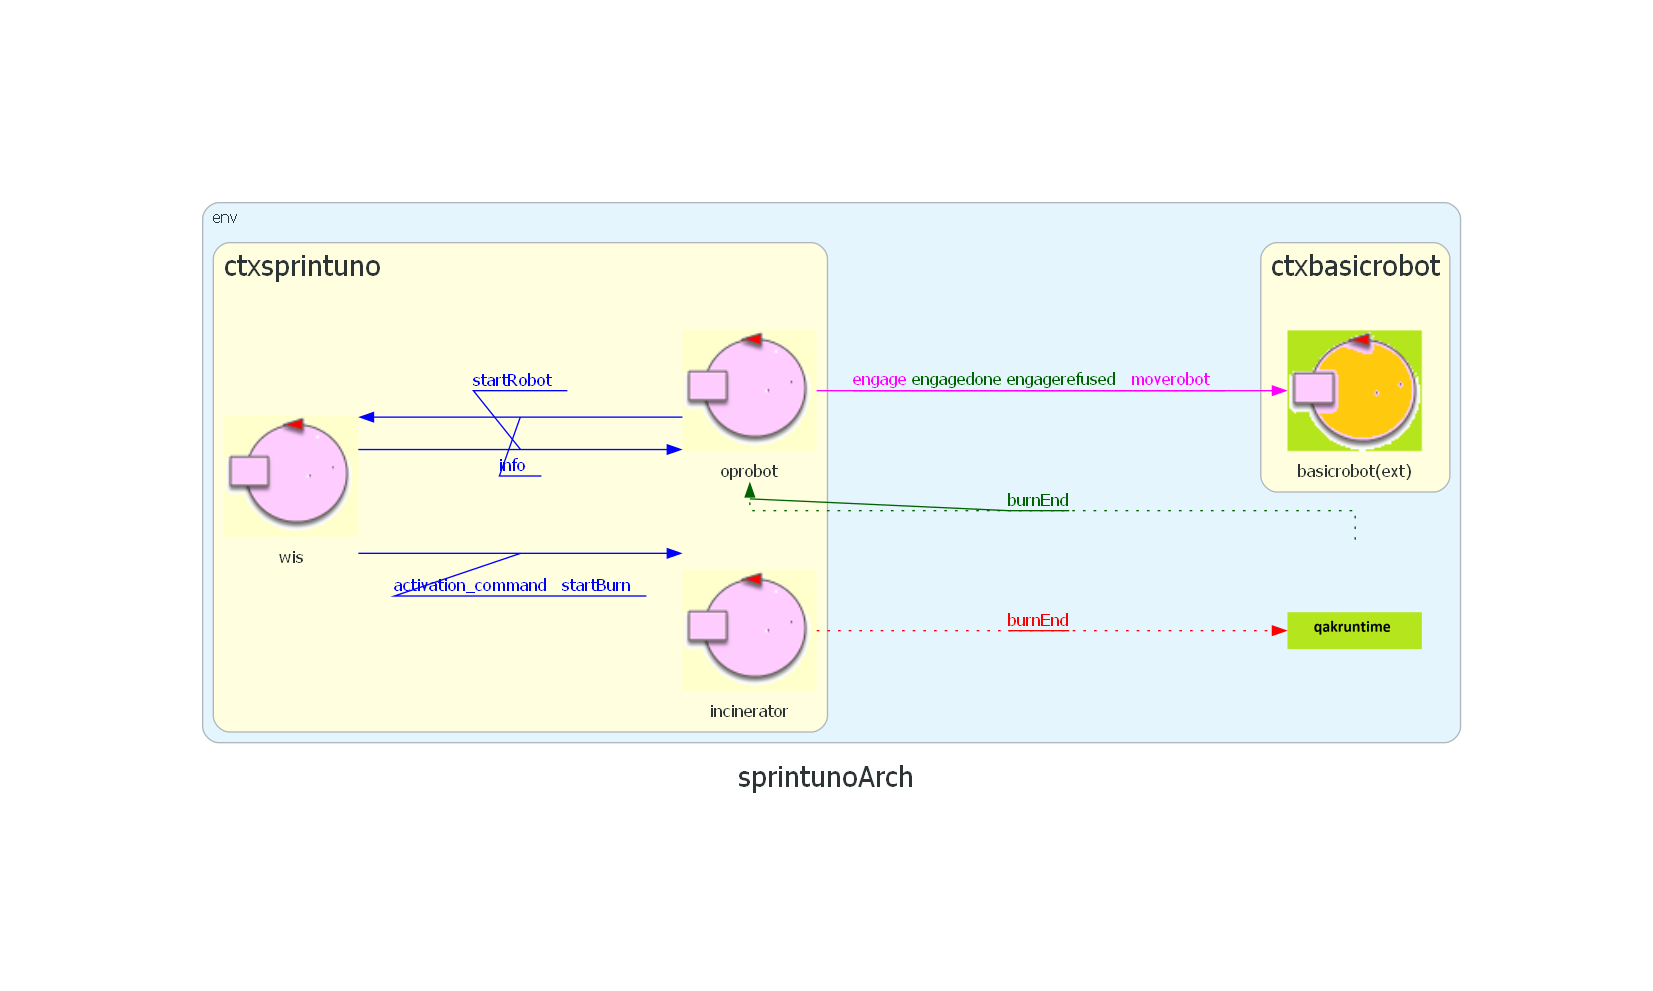 env
ctxsprintuno
ctxbasicrobot
startRobot
engage engagedone engagerefused moverobot
info
oprobot
basicrobot(ext)
burnEnd
wis
activation_command startBurn
burnEnd
qakruntime
incinerator
sprintunoArch